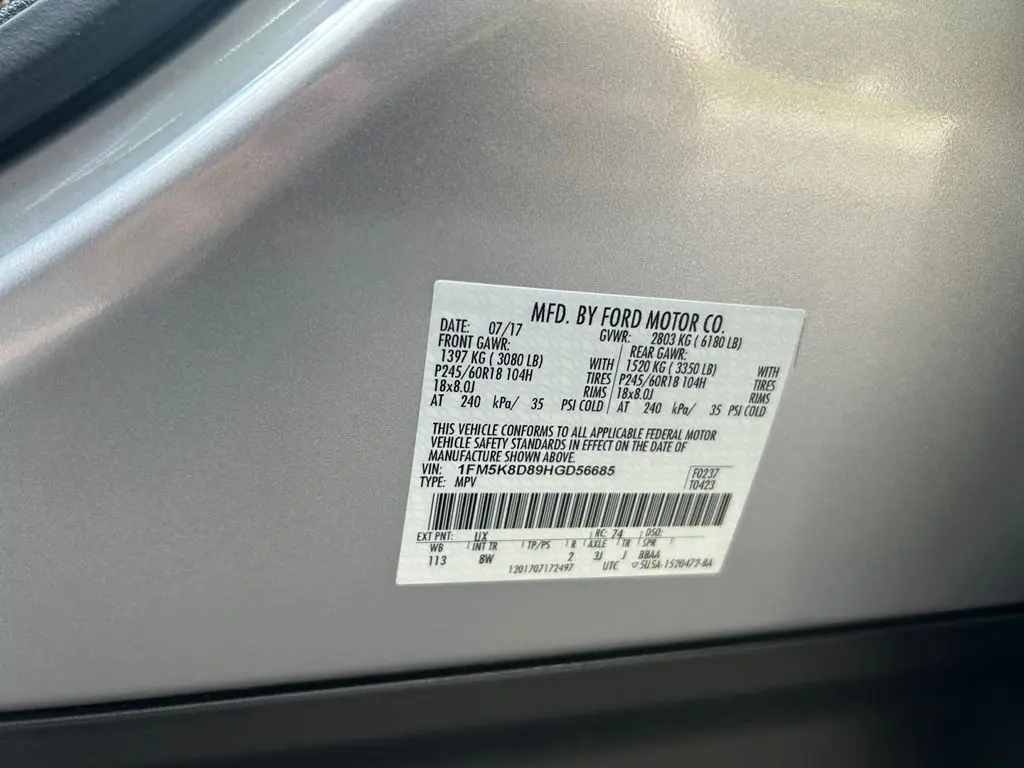 MFD. BY FORD MOTOR CO.
DATE: 07/17 GVWR: 2803 KG ( 6180 LB)
FRONT GAWR: REAR GAWR:
1397 KG ( 3080 LB) WITH 1520 KG ( 3350 LB) WITH
P245/60R18 104H TIRES P245/60R18 104H TIRES
18x8.0J RIMS 18x8.0J RIMS
AT 240 kPa/ 35 PSI COLD AT 240 kPa/ 35 PSI COLD
THIS VEHICLE CONFORMS TO ALL APPLICABLE FEDERAL MOTOR
VEHICLE SAFETY STANDARDS IN EFFECT ON THE DATE OF
MANUFACTURE SHOWN ABOVE.
VIN: 1FM5K8D89HGD56685 F0237
TYPE: MPV T0423
EXT PNT: UX RC: 74 DSO:
WB INT TR TP/PS R AXLE TR SPR
113 8W 2 3J J BBAA
1201707172497 UTC 5U5A-1520472-BA